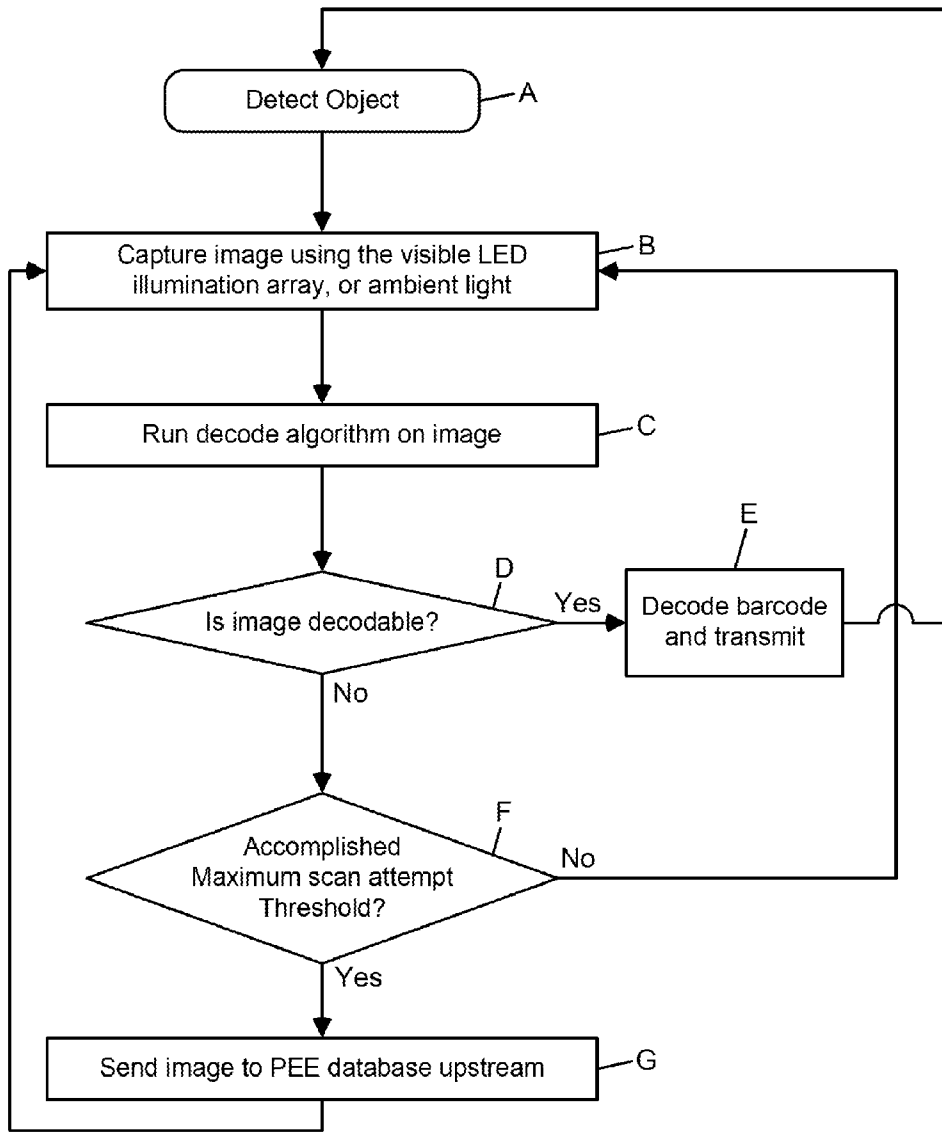 Detect Object
A
Capture image using the visible LED
illumination array, or ambient light
B
Run decode algorithm on image
C
Is image decodable?
D
Yes
No
E
Decode barcode
and transmit
Accomplished
Maximum scan attempt
Threshold?
F
No
Yes
Send image to PEE database upstream
G